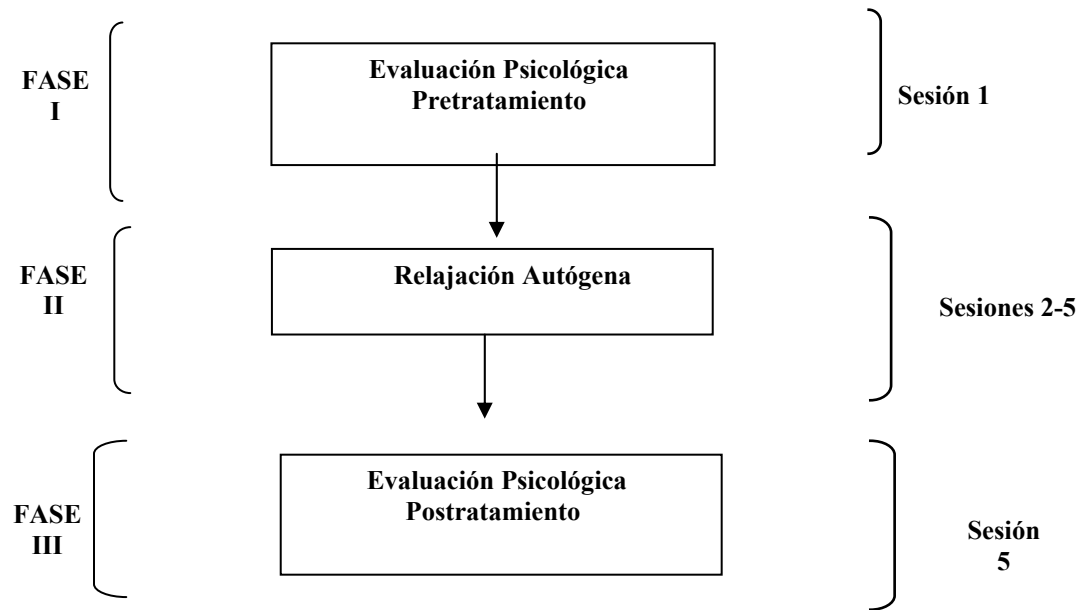 FASE
I
Evaluación Psicológica
Pretratamiento
Sesión 1
FASE
II
Relajación Autógena
Sesiones 2-5
FASE
III
Evaluación Psicológica
Postratamiento
Sesión
5